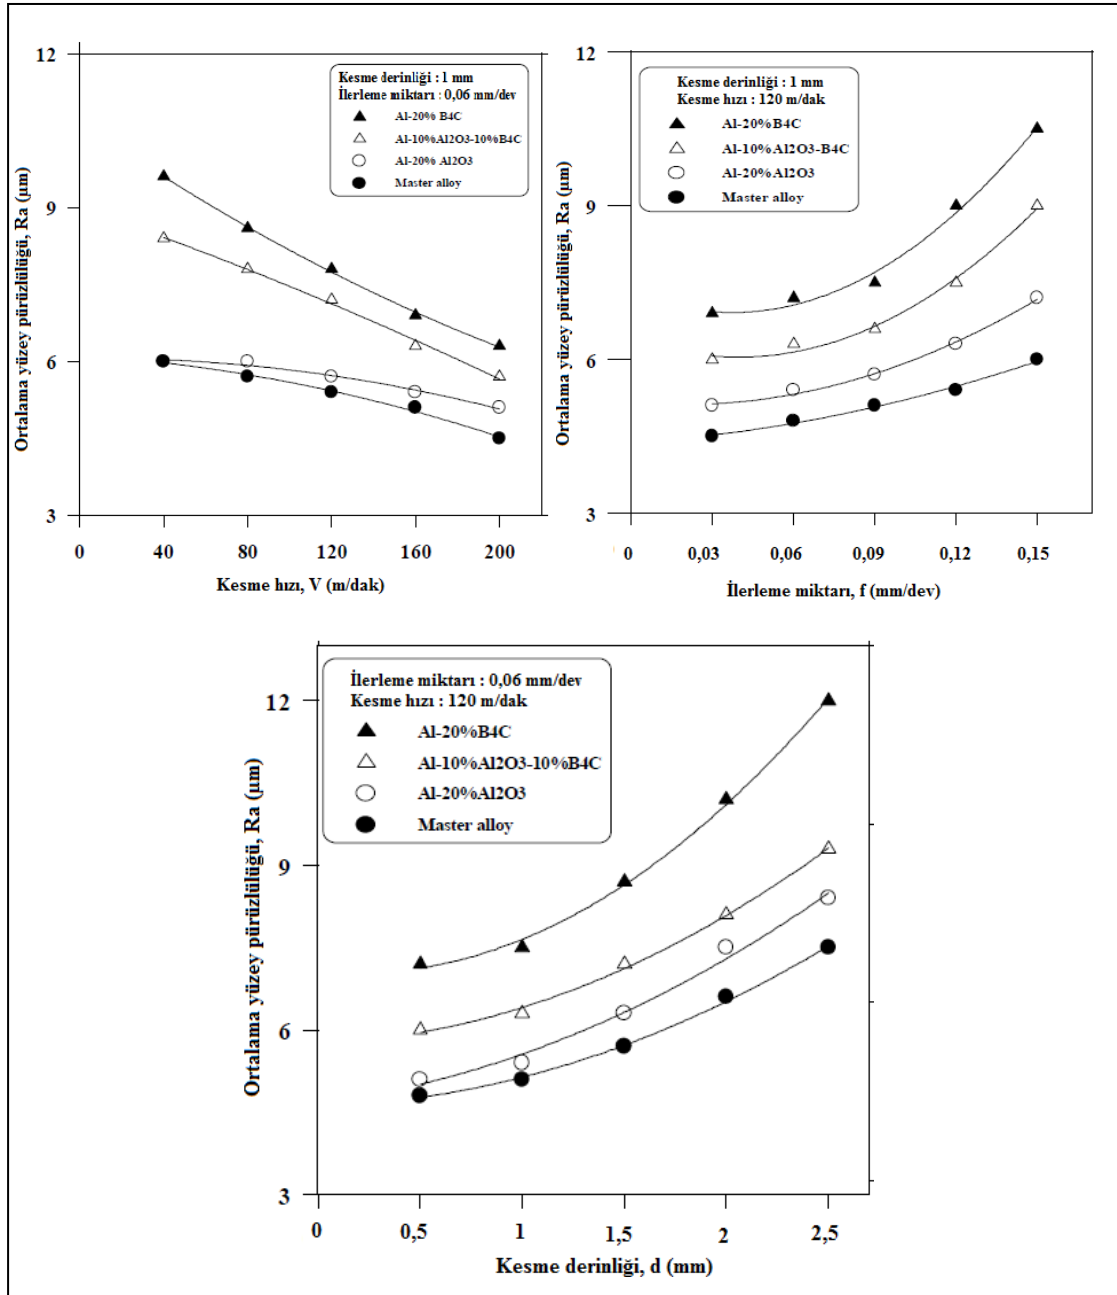 12
9
6
3
Ortalama yüzey pürüzlülüğü, Ra (µm)
Kesme derinliği : 1 mm
İlerleme miktarı : 0,06 mm/dev
Al-20% B4C
Al-10%Al2O3-10%B4C
Al-20% Al2O3
Master alloy
0 40 80 120 160 200
Kesme hızı, V (m/dak)
12
9
6
3
Ortalama yüzey pürüzlülüğü, Ra (µm)
Kesme derinliği : 1 mm
Kesme hızı : 120 m/dak
Al-20%B4C
Al-10%Al2O3-B4C
Al-20%Al2O3
Master alloy
0 0,03 0,06 0,09 0,12 0,15
İlerleme miktarı, f (mm/dev)
12
9
6
3
Ortalama yüzey pürüzlülüğü, Ra (µm)
İlerleme miktarı : 0,06 mm/dev
Kesme hızı : 120 m/dak
Al-20%B4C
Al-10%Al2O3-10%B4C
Al-20%Al2O3
Master alloy
0 0,5 1 1,5 2 2,5
Kesme derinliği, d (mm)